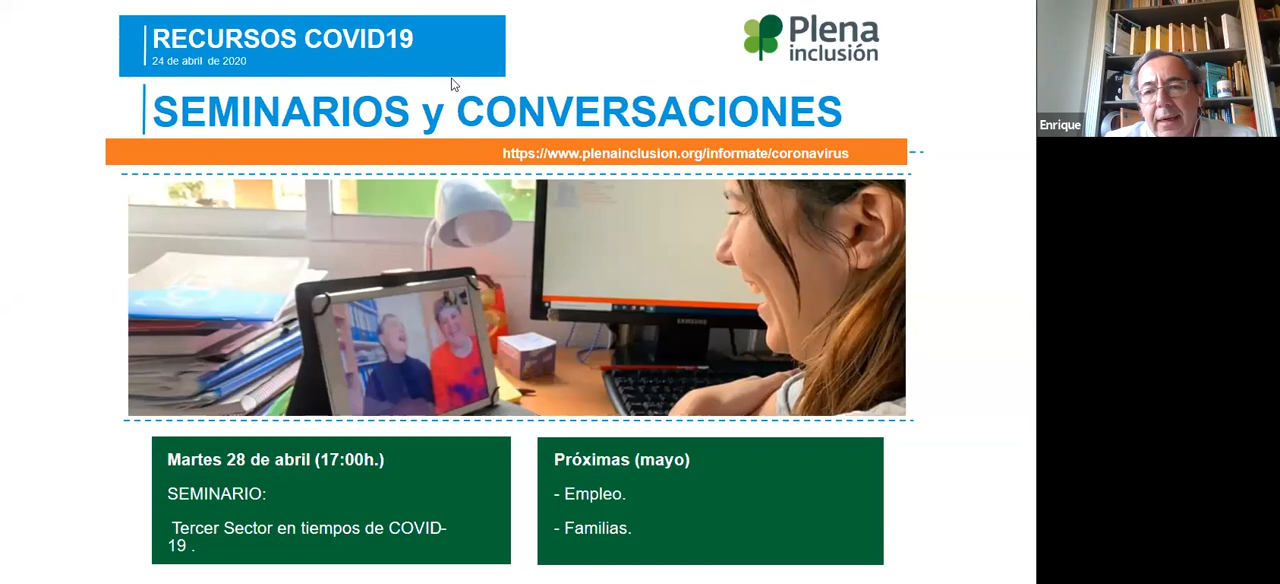 RECURSOS COVID19
24 de abril de 2020
Plena
inclusión
SEMINARIOS y CONVERSACIONES
https://www.plenainclusion.org/informate/coronavirus
Enrique
SAMSUNG
Martes 28 de abril (17:00h.)
SEMINARIO:
Tercer Sector en tiempos de COVID-
19 .
Próximas (mayo)
- Empleo.
- Familias.